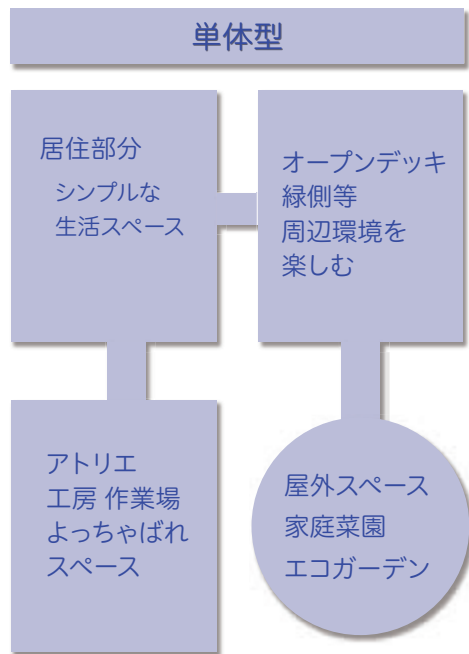 単体型
居住部分
シンプルな
生活スペース
オープンデッキ
緑側等
周辺環境を
楽しむ
アトリエ
工房 作業場
よっちゃばれ
スペース
屋外スペース
家庭菜園
エコガーデン